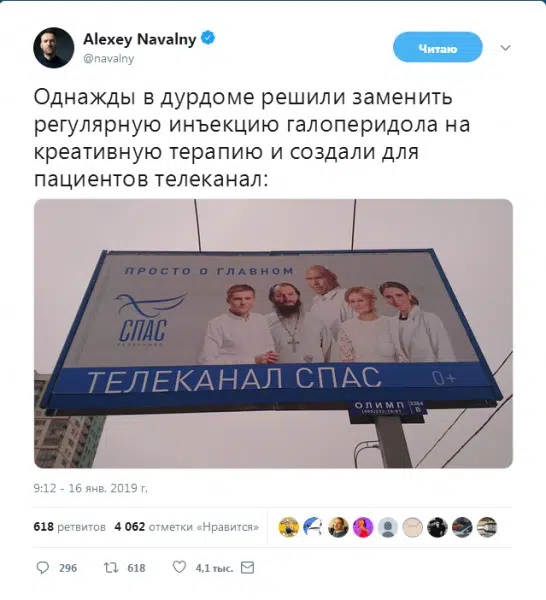 Alexey Navalny
@navalny
Читаю
Однажды в дурдоме решили заменить
регулярную инъекцию галоперидола на
креативную терапию и создали для
пациентов телеканал:
ПРОСТО О ГЛАВНОМ
СПАС
ТЕЛЕКАНАЛ
ТЕЛЕКАНАЛ СПАС 0+
ОЛИМП
9:12 - 16 янв. 2019 г.
618 ретвитов 4 062 отметки «Нравится»
296 618 4,1 тыс.